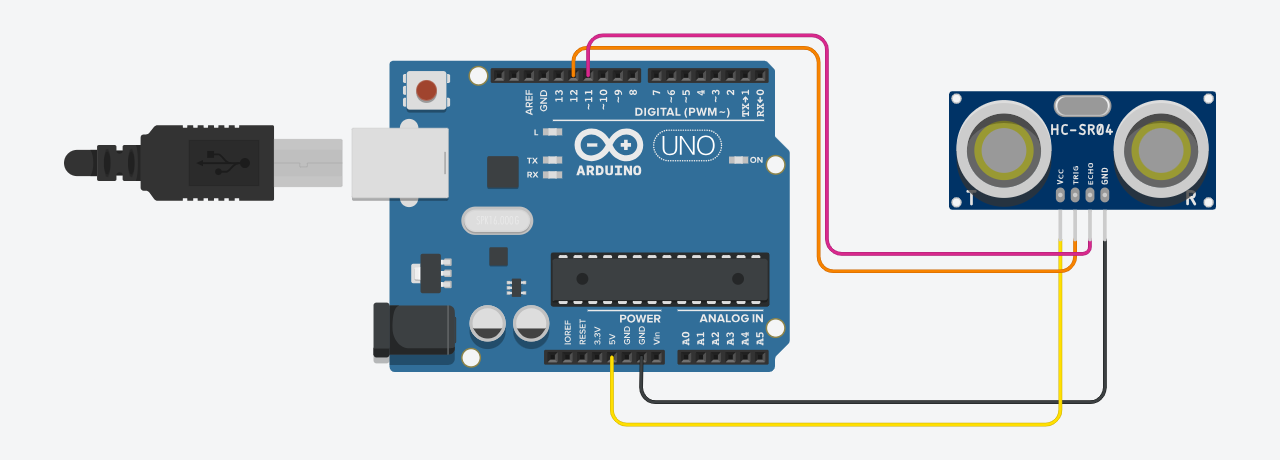 AREF
GND
13
12
~11
~10
~9
8
7
~6
~5
4
~3
2
TX→1
RX←0
DIGITAL (PWM~)
L
TX
RX
ARDUINO
UNO
ON
POWER
ANALOG IN
IOREF
RESET
3.3V
5V
GND
GND
Vin
A0
A1
A2
A3
A4
A5
HC-SR04
Vcc
TRIG
ECHO
GND
T
R